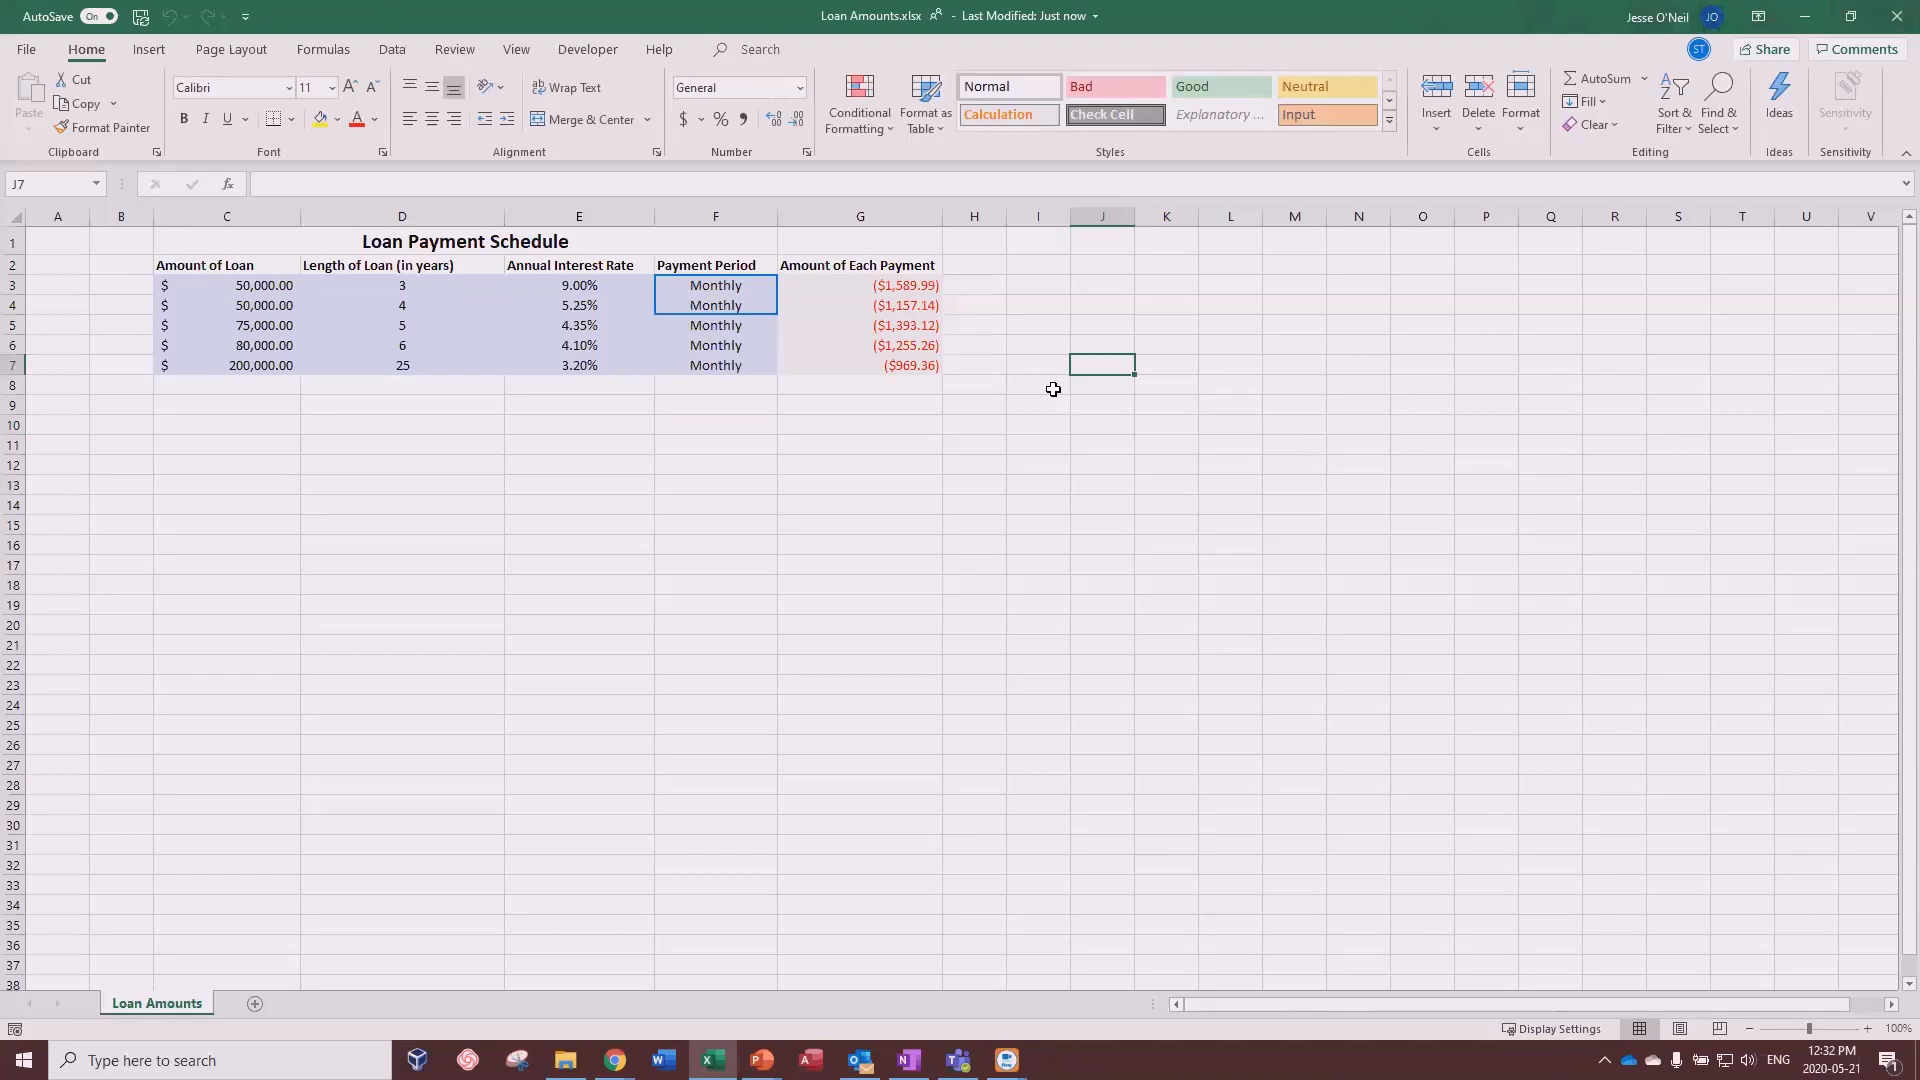 AutoSave On Loan Amounts.xlsx - Last Modified: Just now Jesse O'Neil JO
File Home Insert Page Layout Formulas Data Review View Developer Help Search ST Share Comments
Paste Cut Copy Format Painter Clipboard
Calibri 11 A A B I U A Font
Wrap Text Merge & Center Alignment
General $ % Number
Conditional Formatting Format as Table
Normal Bad Good Neutral
Calculation Check Cell Explanatory ... Input
Styles
Insert Delete Format Cells
AutoSum Fill Clear Sort & Filter Find & Select Editing
Ideas Ideas
Sensitivity Sensitivity
J7 fx
A B C D E F G H I J K L M N O P Q R S T U V
1 Loan Payment Schedule
2 Amount of Loan Length of Loan (in years) Annual Interest Rate Payment Period Amount of Each Payment
3 $ 50,000.00 3 9.00% Monthly ($1,589.99)
4 $ 50,000.00 4 5.25% Monthly ($1,157.14)
5 $ 75,000.00 5 4.35% Monthly ($1,393.12)
6 $ 80,000.00 6 4.10% Monthly ($1,255.26)
7 $ 200,000.00 25 3.20% Monthly ($969.36)
8
9
10
11
12
13
14
15
16
17
18
19
20
21
22
23
24
25
26
27
28
29
30
31
32
33
34
35
36
37
38
Loan Amounts
Display Settings 100%
Type here to search ENG 12:32 PM
2020-05-21 1